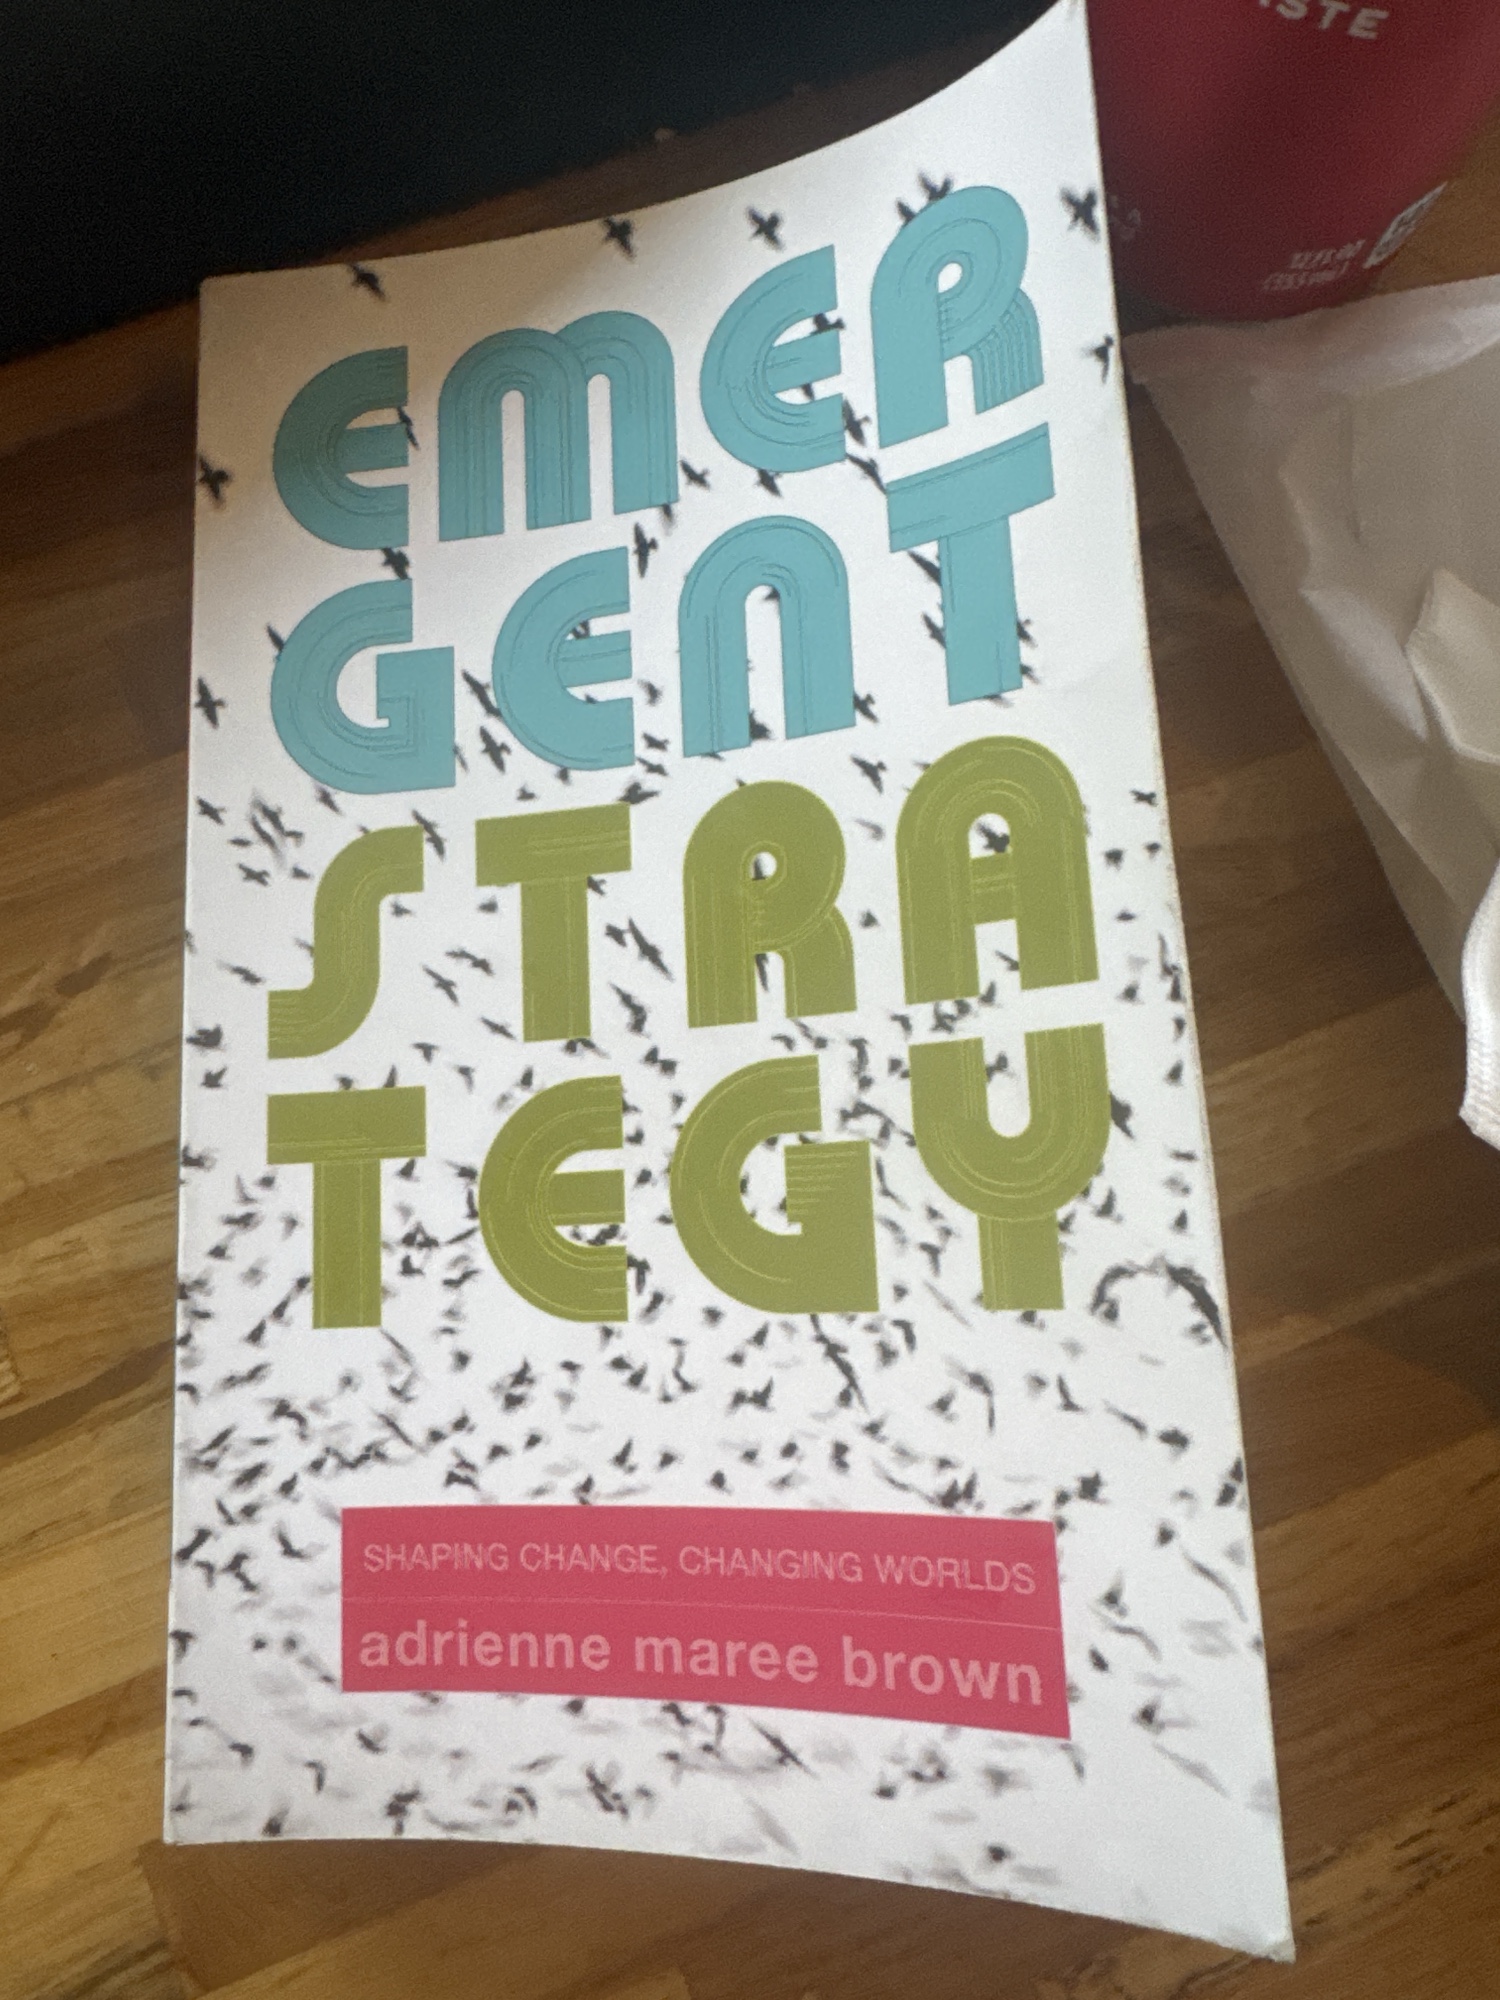 EMER
GENT
STRA
TEGY
SHAPING CHANGE, CHANGING WORLDS
adrienne maree brown